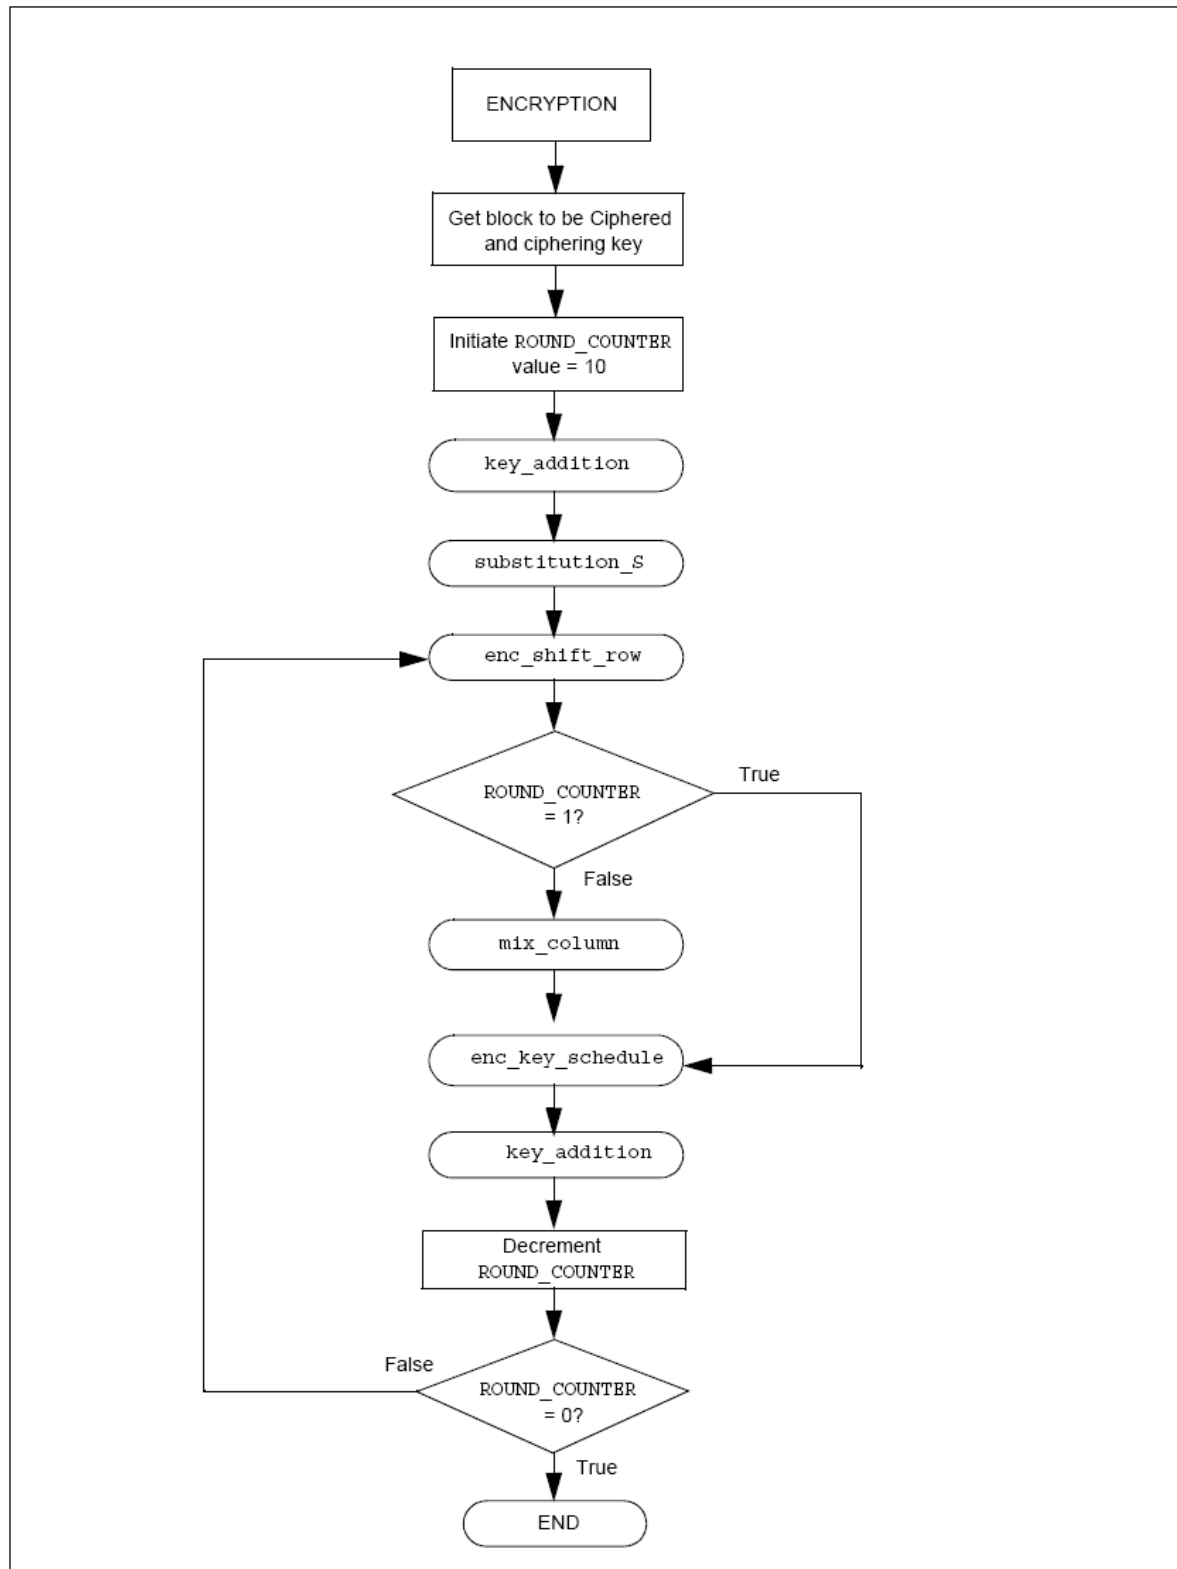 ENCRYPTION
Get block to be Ciphered
and ciphering key
Initiate ROUND_COUNTER
value = 10
key_addition
substitution_S
enc_shift_row
True
ROUND_COUNTER
= 1?
False
mix_column
enc_key_schedule
key_addition
Decrement
ROUND_COUNTER
False
ROUND_COUNTER
= 0?
True
END